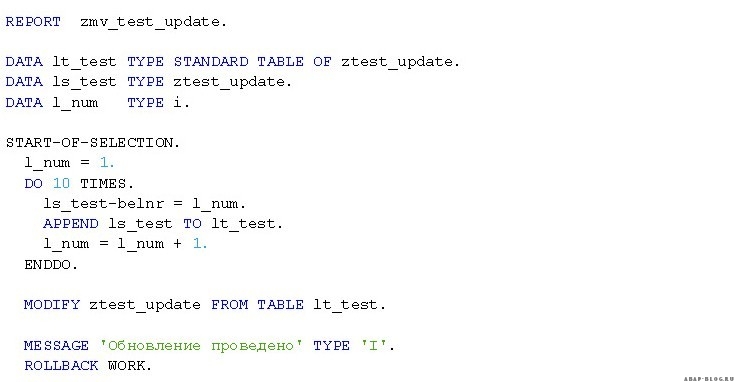 REPORT  zmv_test_update.
DATA lt_test TYPE STANDARD TABLE OF ztest_update.
DATA ls_test TYPE ztest_update.
DATA l_num   TYPE i.
START-OF-SELECTION.
  l_num = 1.
  DO 10 TIMES.
    ls_test-belnr = l_num.
    APPEND ls_test TO lt_test.
    l_num = l_num + 1.
  ENDDO.
  MODIFY ztest_update FROM TABLE lt_test.
  MESSAGE 'Обновление проведено' TYPE 'I'.
  ROLLBACK WORK.
ABAP-BLOG.RU